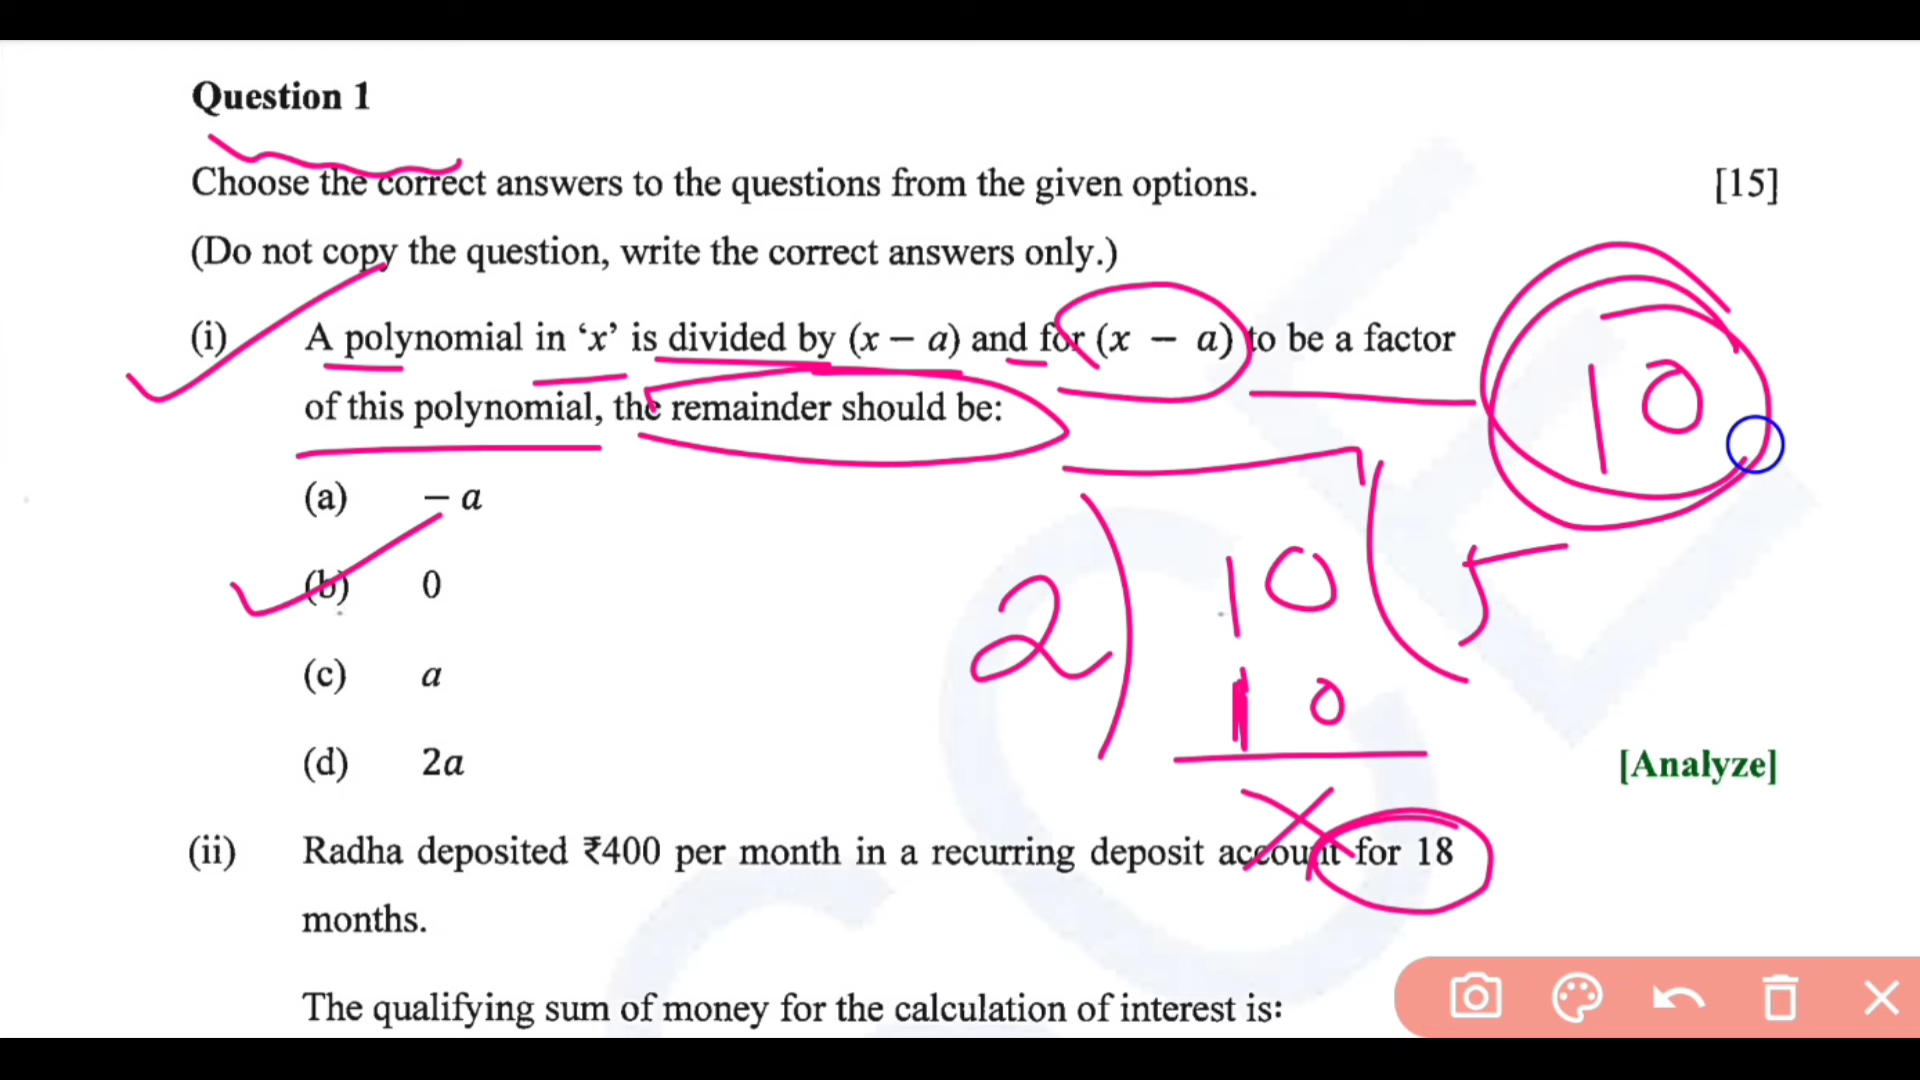 Question 1
Choose the correct answers to the questions from the given options. [15]
(Do not copy the question, write the correct answers only.)
(i) A polynomial in ‘x’ is divided by (x − a) and for (x − a) to be a factor
of this polynomial, the remainder should be:
10
(a) − a
(b) 0
(c) a
(d) 2a
2) 10 (5
10
x
[Analyze]
(ii) Radha deposited ₹400 per month in a recurring deposit account for 18
months.
The qualifying sum of money for the calculation of interest is: